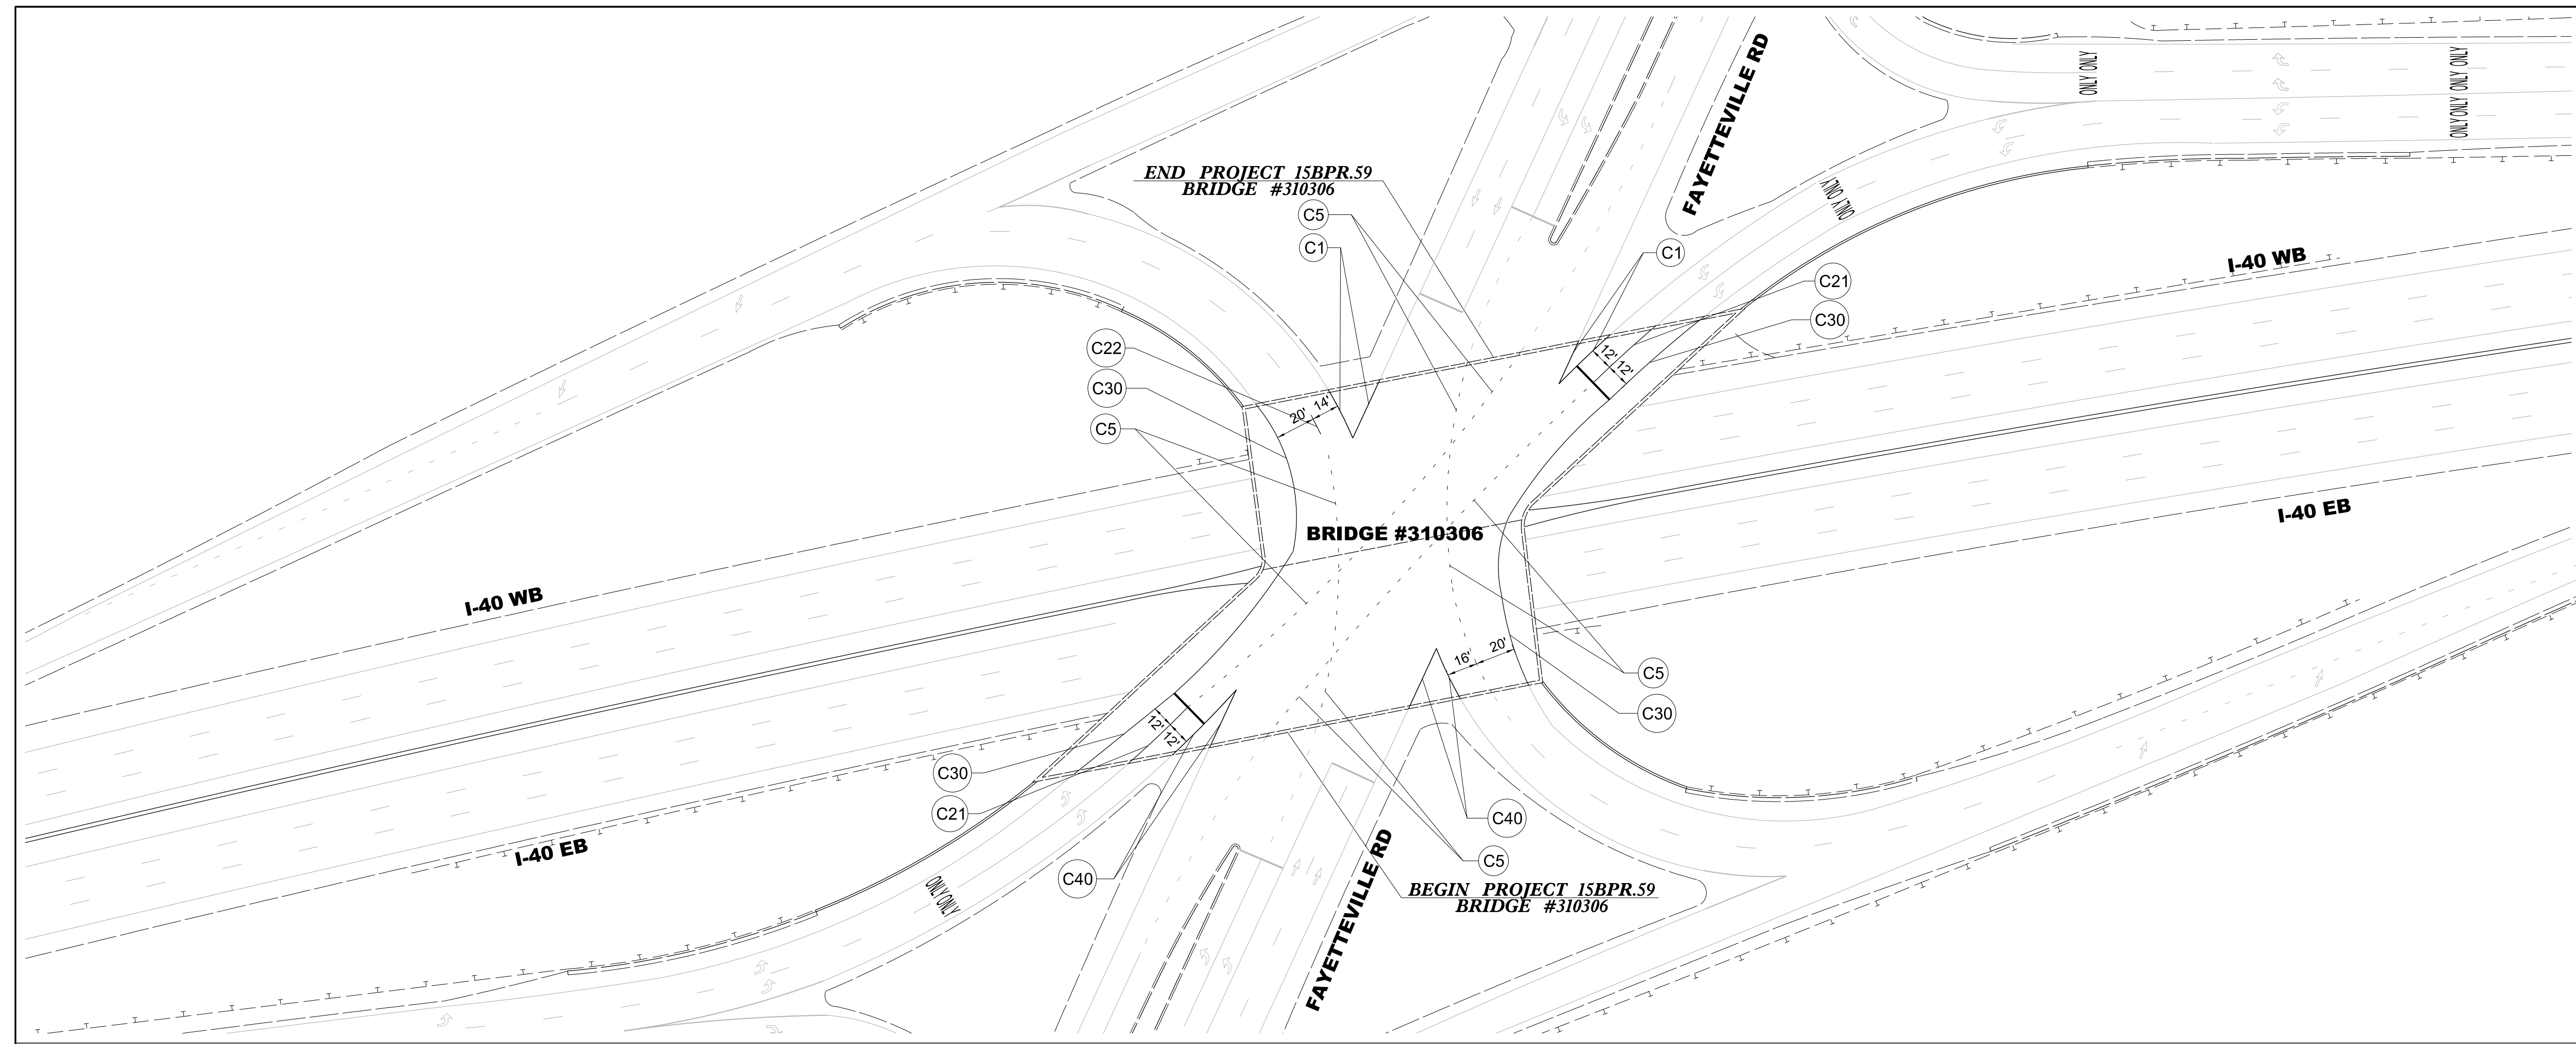 ONLY ONLY
ONLY ONLY
ONLY ONLY
FAYETTEVILLE RD
END PROJECT 15BPR.59
BRIDGE #310306
ONLY ONLY
C5
C1
C1
I-40 WB
C21
C30
C22
12'
12'
C30
20'
14'
C5
I-40 EB
BRIDGE #310306
I-40 WB
16'
20'
C5
C30
12'
12'
C30
C21
C40
I-40 EB
C5
C40
FAYETTEVILLE RD
ONLY ONLY
BEGIN PROJECT 15BPR.59
BRIDGE #310306